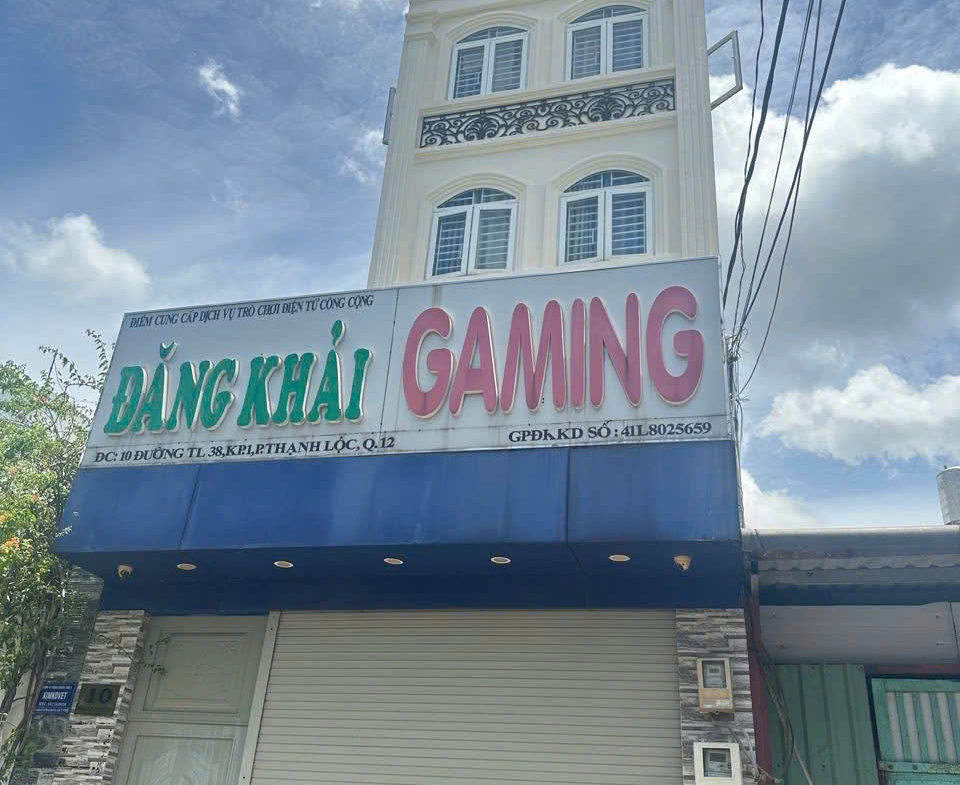 ĐIỂM CUNG CẤP DỊCH VỤ TRÒ CHƠI ĐIỆN TỬ CÔNG CỘNG
ĐĂNG KHẢI GAMING
ĐC: 10 ĐƯỜNG TL 38,KP.1,P.THẠNH LỘC, Q.12
GPĐKKD SỐ : 41L8025659
KIMKOVET
10